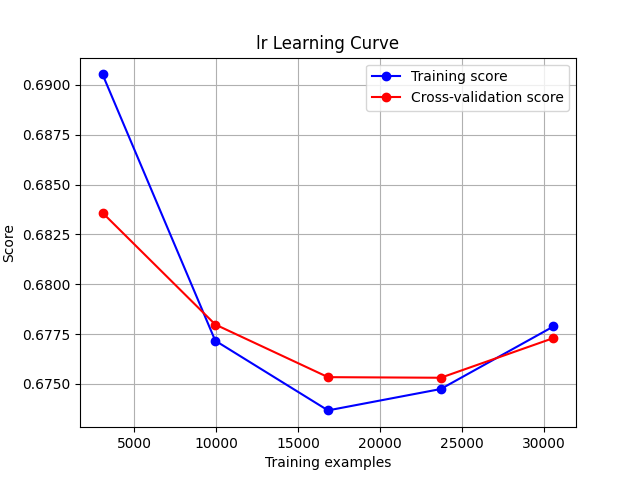 lr Learning Curve
Training score
Cross-validation score
0.6900
0.6875
0.6850
0.6825
0.6800
0.6775
0.6750
Score
5000 10000 15000 20000 25000 30000
Training examples